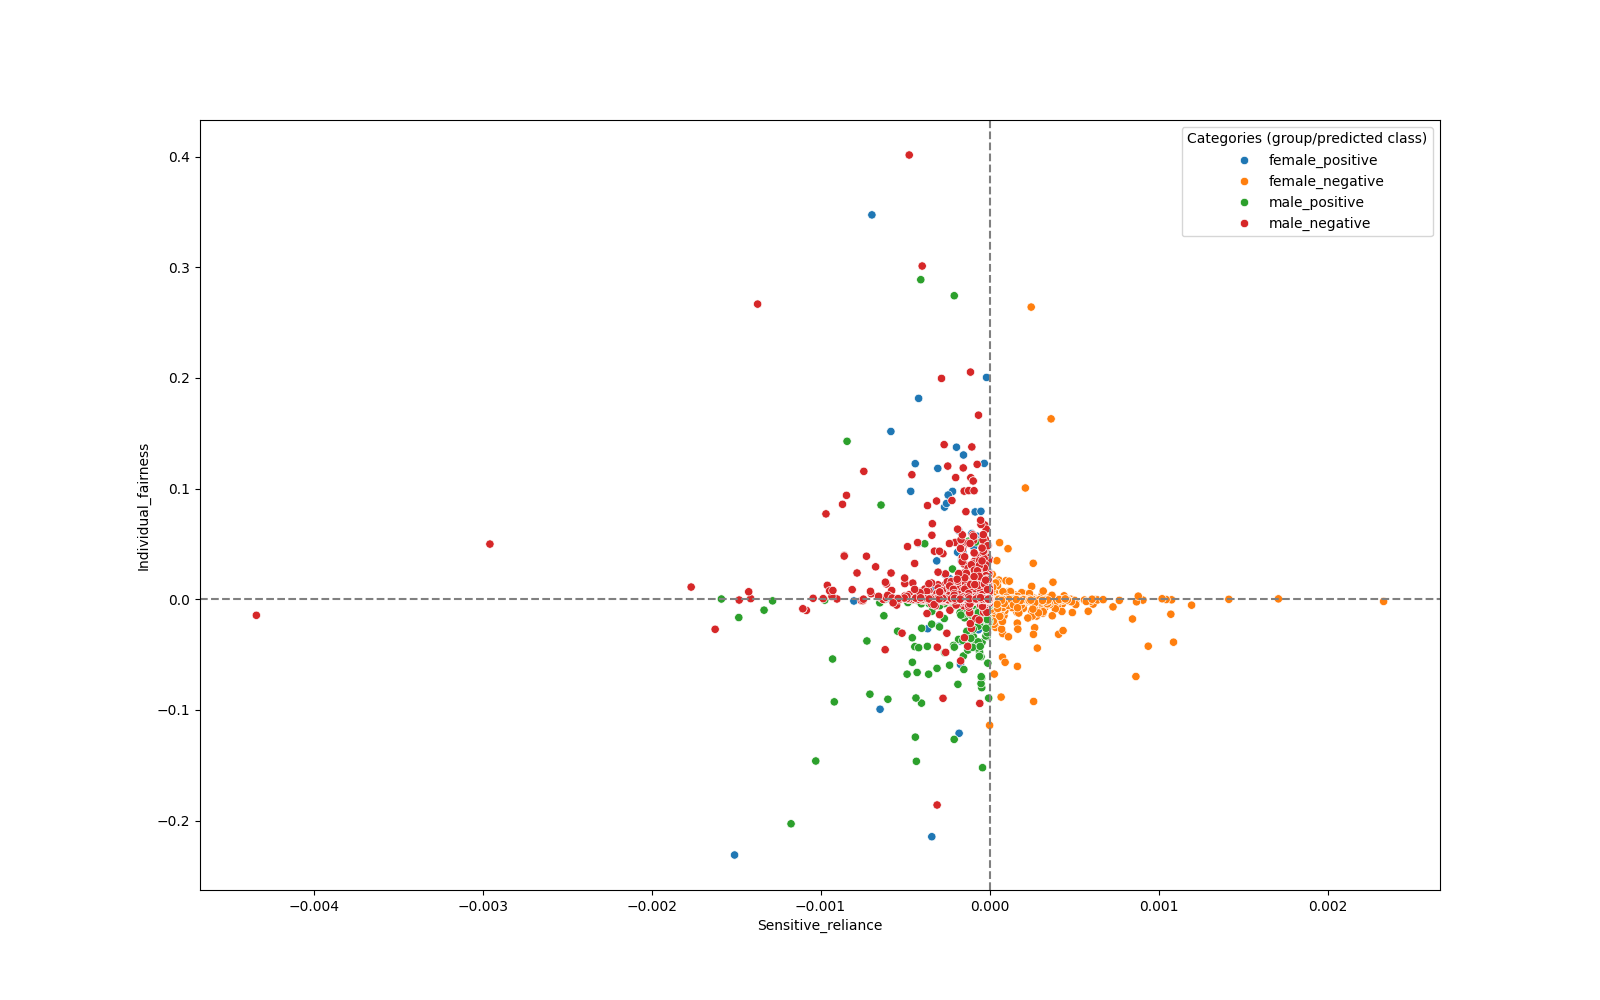 Categories (group/predicted class)
female_positive
female_negative
male_positive
male_negative
0.4
0.3
0.2
0.1
0.0
−0.1
−0.2
Individual_fairness
−0.004
−0.003
−0.002
−0.001
0.000
0.001
0.002
Sensitive_reliance